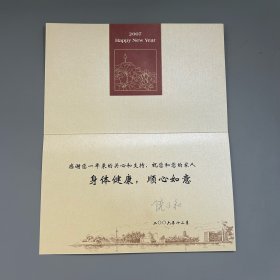 2007
Happy New Year
感谢您一年来的关心和支持，祝您和您的家人
身体健康，顺心如意
二〇〇六年十二月